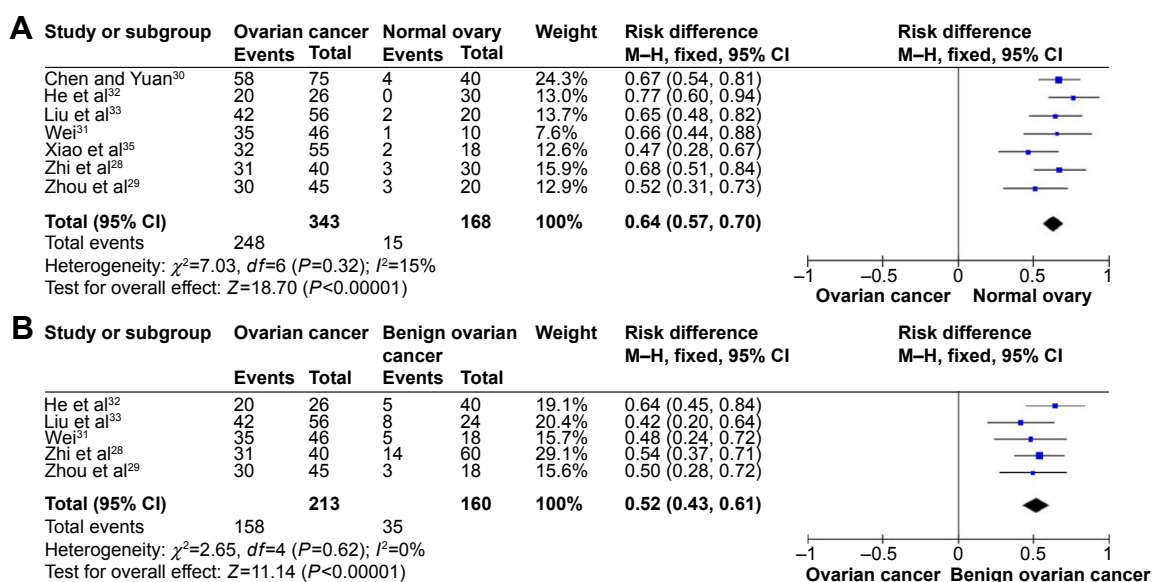 A Study or subgroup Ovarian cancer Normal ovary Weight Risk difference Risk difference
Events Total Events Total M–H, fixed, 95% CI M–H, fixed, 95% CI
Chen and Yuan30 58 75 4 40 24.3% 0.67 (0.54, 0.81)
He et al32 20 26 0 30 13.0% 0.77 (0.60, 0.94)
Liu et al33 42 56 2 20 13.7% 0.65 (0.48, 0.82)
Wei31 35 46 1 10 7.6% 0.66 (0.44, 0.88)
Xiao et al35 32 55 2 18 12.6% 0.47 (0.28, 0.67)
Zhi et al28 31 40 3 30 15.9% 0.68 (0.51, 0.84)
Zhou et al29 30 45 3 20 12.9% 0.52 (0.31, 0.73)
Total (95% CI) 343 168 100% 0.64 (0.57, 0.70)
Total events 248 15
Heterogeneity: χ²=7.03, df=6 (P=0.32); I²=15%
Test for overall effect: Z=18.70 (P<0.00001)
–1 –0.5 0 0.5 1
Ovarian cancer Normal ovary
B Study or subgroup Ovarian cancer Benign ovarian Weight Risk difference Risk difference
cancer M–H, fixed, 95% CI M–H, fixed, 95% CI
Events Total Events Total
He et al32 20 26 5 40 19.1% 0.64 (0.45, 0.84)
Liu et al33 42 56 8 24 20.4% 0.42 (0.20, 0.64)
Wei31 35 46 5 18 15.7% 0.48 (0.24, 0.72)
Zhi et al28 31 40 14 60 29.1% 0.54 (0.37, 0.71)
Zhou et al29 30 45 3 18 15.6% 0.50 (0.28, 0.72)
Total (95% CI) 213 160 100% 0.52 (0.43, 0.61)
Total events 158 35
Heterogeneity: χ²=2.65, df=4 (P=0.62); I²=0%
Test for overall effect: Z=11.14 (P<0.00001)
–1 –0.5 0 0.5 1
Ovarian cancer Benign ovarian cancer